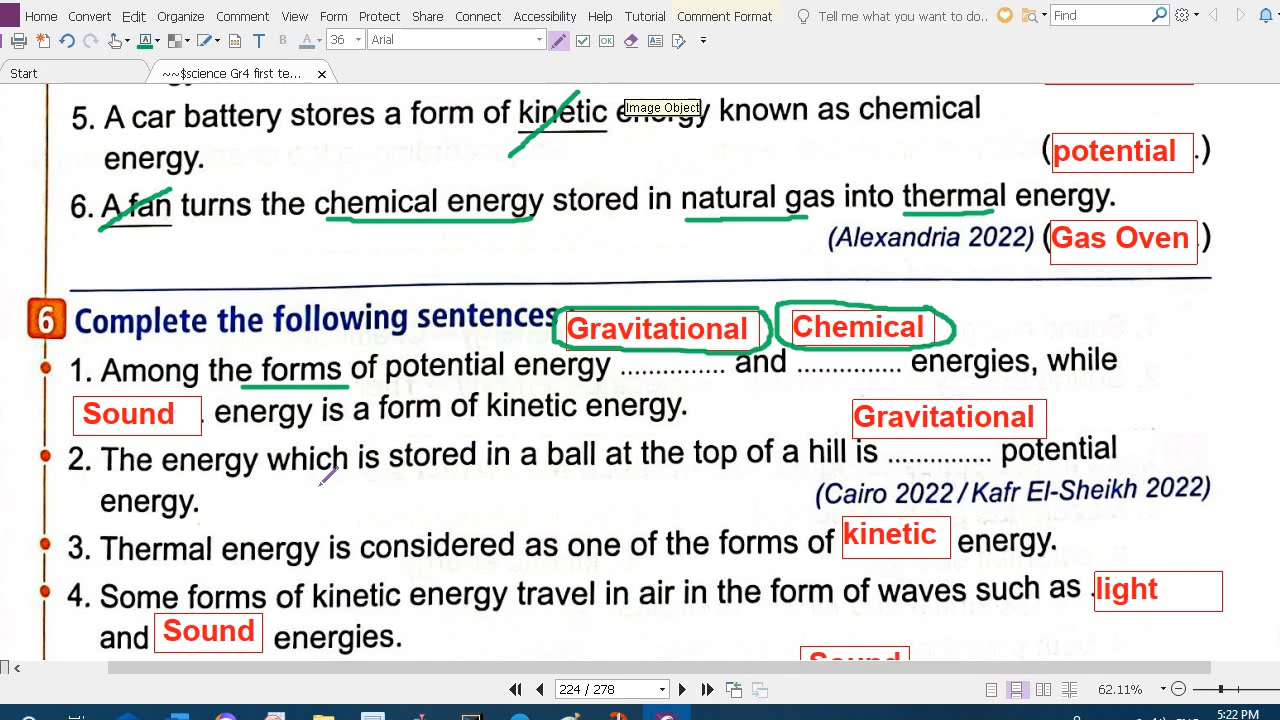 Home Convert Edit Organize Comment View Form Protect Share Connect Accessibility Help Tutorial Comment Format Tell me what you want to do.. Find
36 Arial
Start ~~$science Gr4 first te...
5. A car battery stores a form of kinetic energy known as chemical
Image Object
energy. (potential .)
6. A fan turns the chemical energy stored in natural gas into thermal energy.
(Alexandria 2022) (Gas Oven .)
6 Complete the following sentences
Gravitational Chemical
1. Among the forms of potential energy ............... and ............... energies, while
Sound . energy is a form of kinetic energy.
Gravitational
2. The energy which is stored in a ball at the top of a hill is ............... potential
energy. (Cairo 2022 / Kafr El-Sheikh 2022)
3. Thermal energy is considered as one of the forms of kinetic energy.
4. Some forms of kinetic energy travel in air in the form of waves such as .light
and Sound energies.
Sound
224 / 278 62.11%
5:22 PM